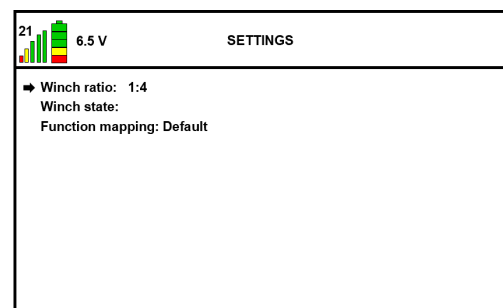 21
6.5 V
SETTINGS
Winch ratio: 1:4
Winch state:
Function mapping: Default